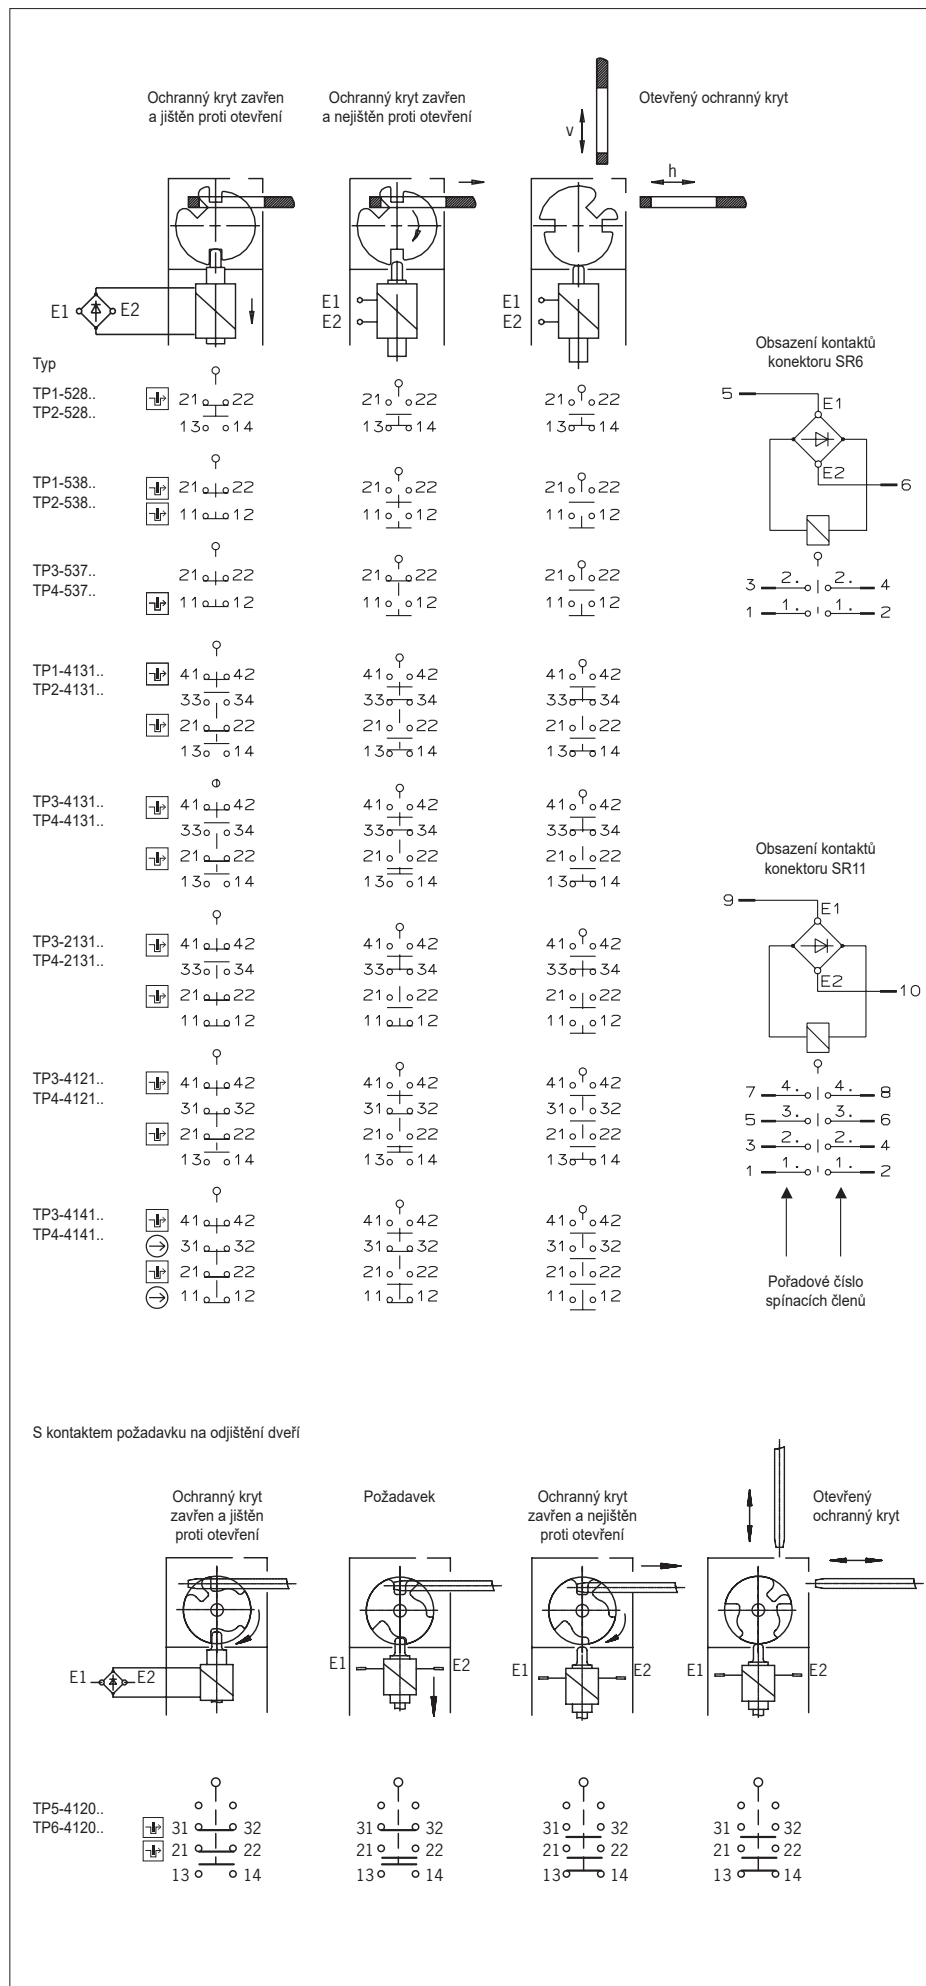 Ochranný kryt zavřen
a jištěn proti otevření
Ochranný kryt zavřen
a nejištěn proti otevření
Otevřený ochranný kryt
v
h
E1 E2
E1
E2
E1
E2
Typ
TP1-528..
TP2-528..
21 22 21 22 21 22
13 14 13 14 13 14
TP1-538..
TP2-538..
21 22 21 22 21 22
11 12 11 12 11 12
TP3-537..
TP4-537..
21 22 21 22 21 22
11 12 11 12 11 12
TP1-4131..
TP2-4131..
41 42 41 42 41 42
33 34 33 34 33 34
21 22 21 22 21 22
13 14 13 14 13 14
TP3-4131..
TP4-4131..
41 42 41 42 41 42
33 34 33 34 33 34
21 22 21 22 21 22
13 14 13 14 13 14
TP3-2131..
TP4-2131..
41 42 41 42 41 42
33 34 33 34 33 34
21 22 21 22 21 22
11 12 11 12 11 12
TP3-4121..
TP4-4121..
41 42 41 42 41 42
31 32 31 32 31 32
21 22 21 22 21 22
13 14 13 14 13 14
TP3-4141..
TP4-4141..
41 42 41 42 41 42
31 32 31 32 31 32
21 22 21 22 21 22
11 12 11 12 11 12
Obsazení kontaktů
konektoru SR6
5 E1
E2 6
3 2. 2. 4
1 1. 1. 2
Obsazení kontaktů
konektoru SR11
9 E1
E2 10
7 4. 4. 8
5 3. 3. 6
3 2. 2. 4
1 1. 1. 2
Pořadové číslo
spínacích členů
S kontaktem požadavku na odjištění dveří
Ochranný kryt
zavřen a jištěn
proti otevření
Požadavek
Ochranný kryt
zavřen a nejištěn
proti otevření
Otevřený
ochranný kryt
E1 E2
E1 E2
E1 E2
E1 E2
TP5-4120..
TP6-4120..
31 32 31 32 31 32 31 32
21 22 21 22 21 22 21 22
13 14 13 14 13 14 13 14